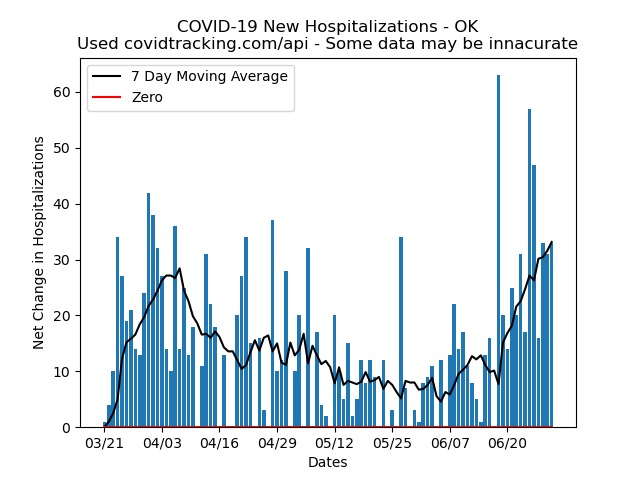 COVID-19 New Hospitalizations - OK
Used covidtracking.com/api - Some data may be innacurate
7 Day Moving Average
Zero
Net Change in Hospitalizations
60
50
40
30
20
10
0
03/21 04/03 04/16 04/29 05/12 05/25 06/07 06/20
Dates